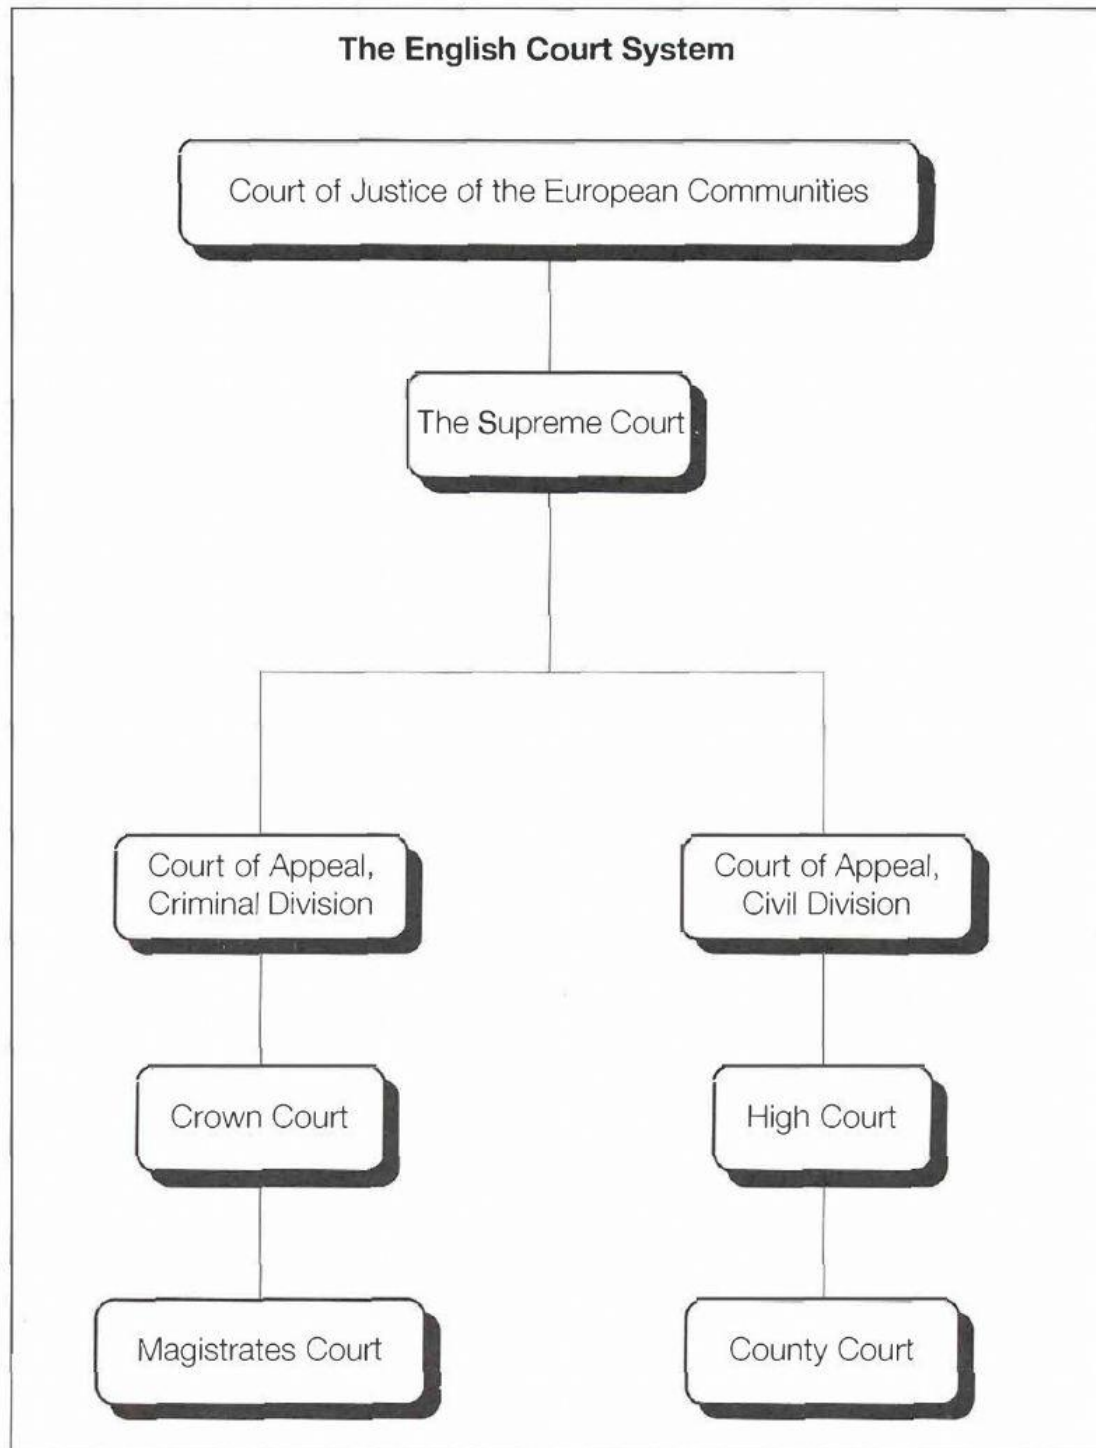 The English Court System
Court of Justice of the European Communities
The Supreme Court
Court of Appeal,
Criminal Division
Court of Appeal,
Civil Division
Crown Court
High Court
Magistrates Court
County Court